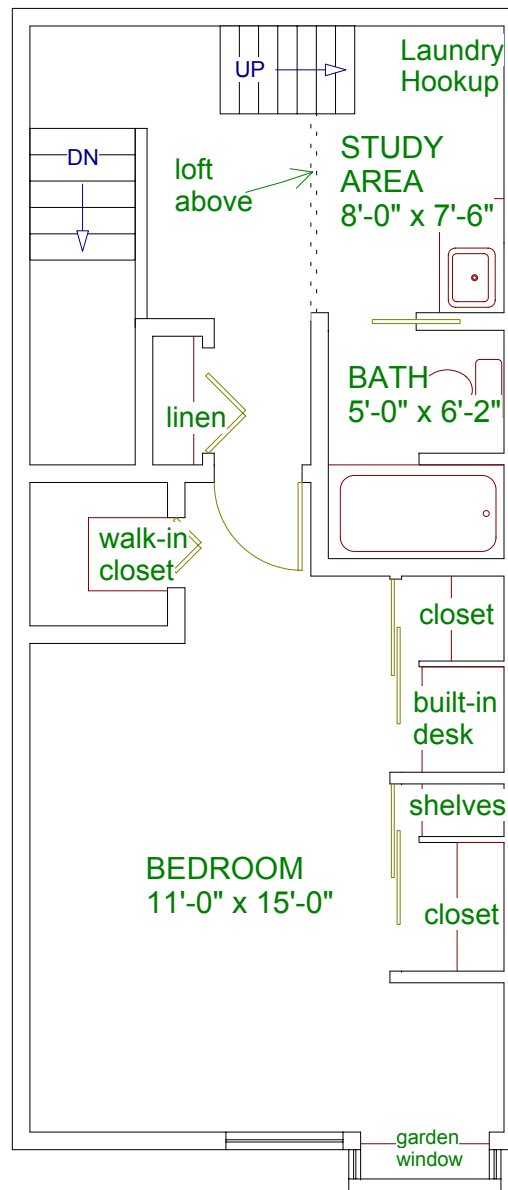 Laundry
Hookup
UP
DN
loft
above
STUDY
AREA
8'-0" x 7'-6"
BATH
5'-0" x 6'-2"
linen
walk-in
closet
closet
built-in
desk
shelves
BEDROOM
11'-0" x 15'-0"
closet
garden
window